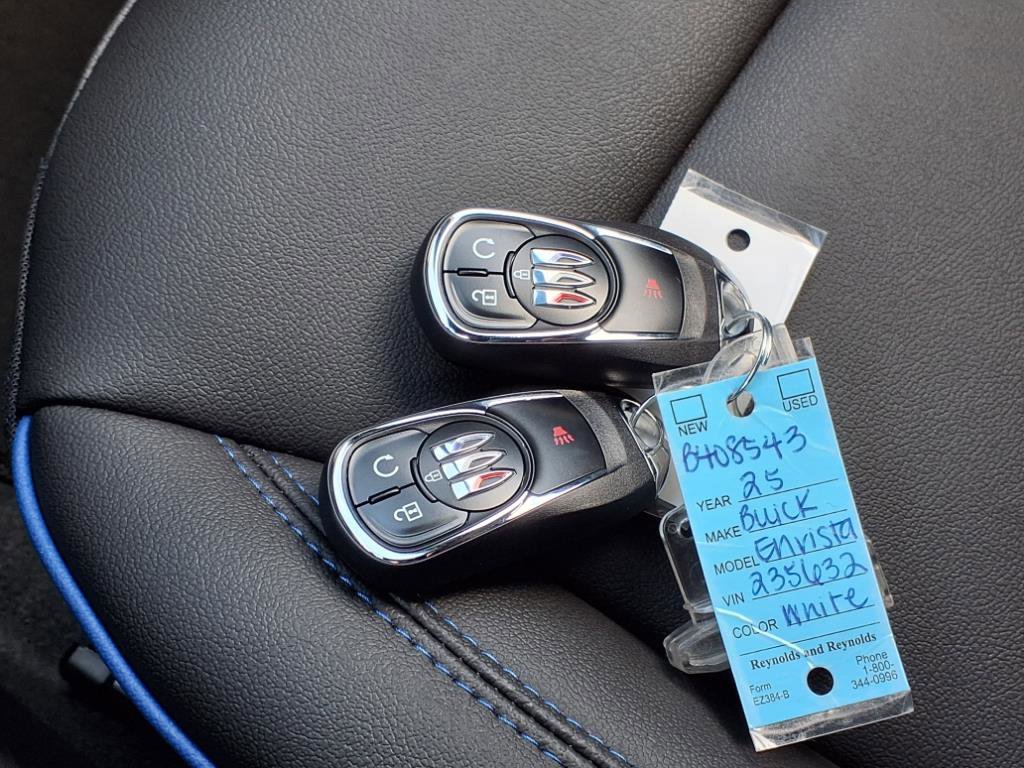 NEW USED
B408543
YEAR 25
MAKE Buick
MODEL Envista
VIN 235632
COLOR White
Reynolds and Reynolds
Form
EZ384-B
Phone
1-800-
344-0996